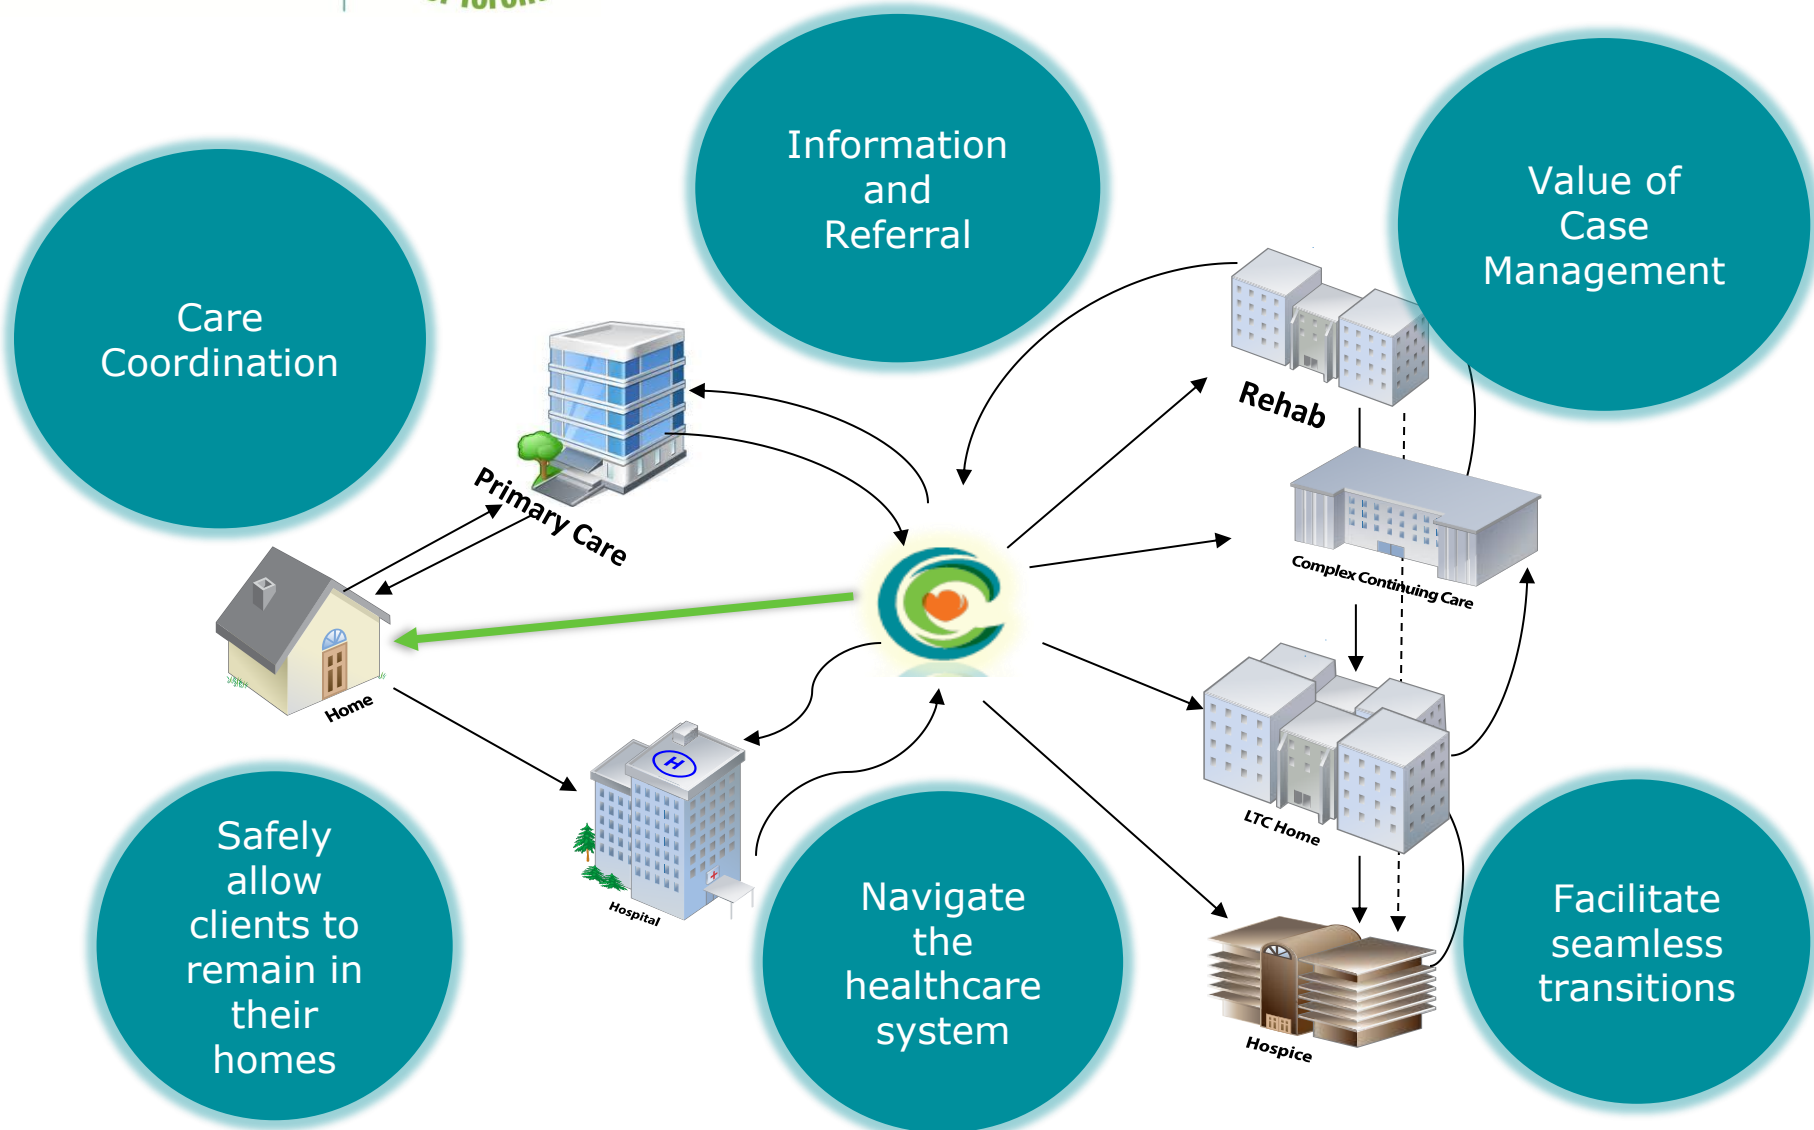 Information
and
Referral
Value of
Case
Management
Care
Coordination
Rehab
Primary Care
Complex Continuing Care
Home
H
Hospital
LTC Home
Hospice
Safely
allow
clients to
remain in
their
homes
Navigate
the
healthcare
system
Facilitate
seamless
transitions